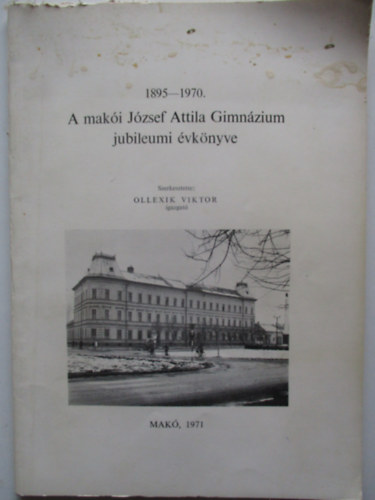 1895—1970.
A makói József Attila Gimnázium
jubileumi évkönyve
Szerkesztette:
OLLEXIK VIKTOR
igazgató
MAKÓ, 1971